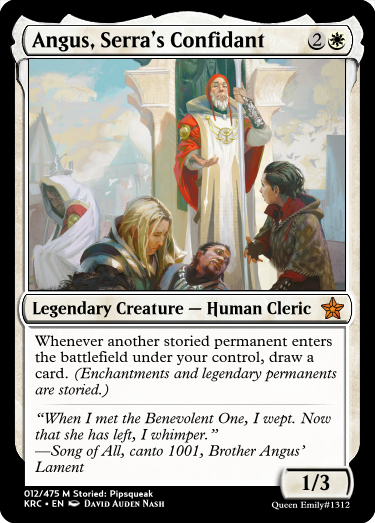 Angus, Serra's Confidant 2
Legendary Creature — Human Cleric
Whenever another storied permanent enters
the battlefield under your control, draw a
card. (Enchantments and legendary permanents
are storied.)
“When I met the Benevolent One, I wept. Now
that she has left, I whimper.”
—Song of All, canto 1001, Brother Angus’
Lament
1/3
012/475 M Storied: Pipsqueak
KRC • EN DAVID AUDEN NASH
Queen Emily#1312